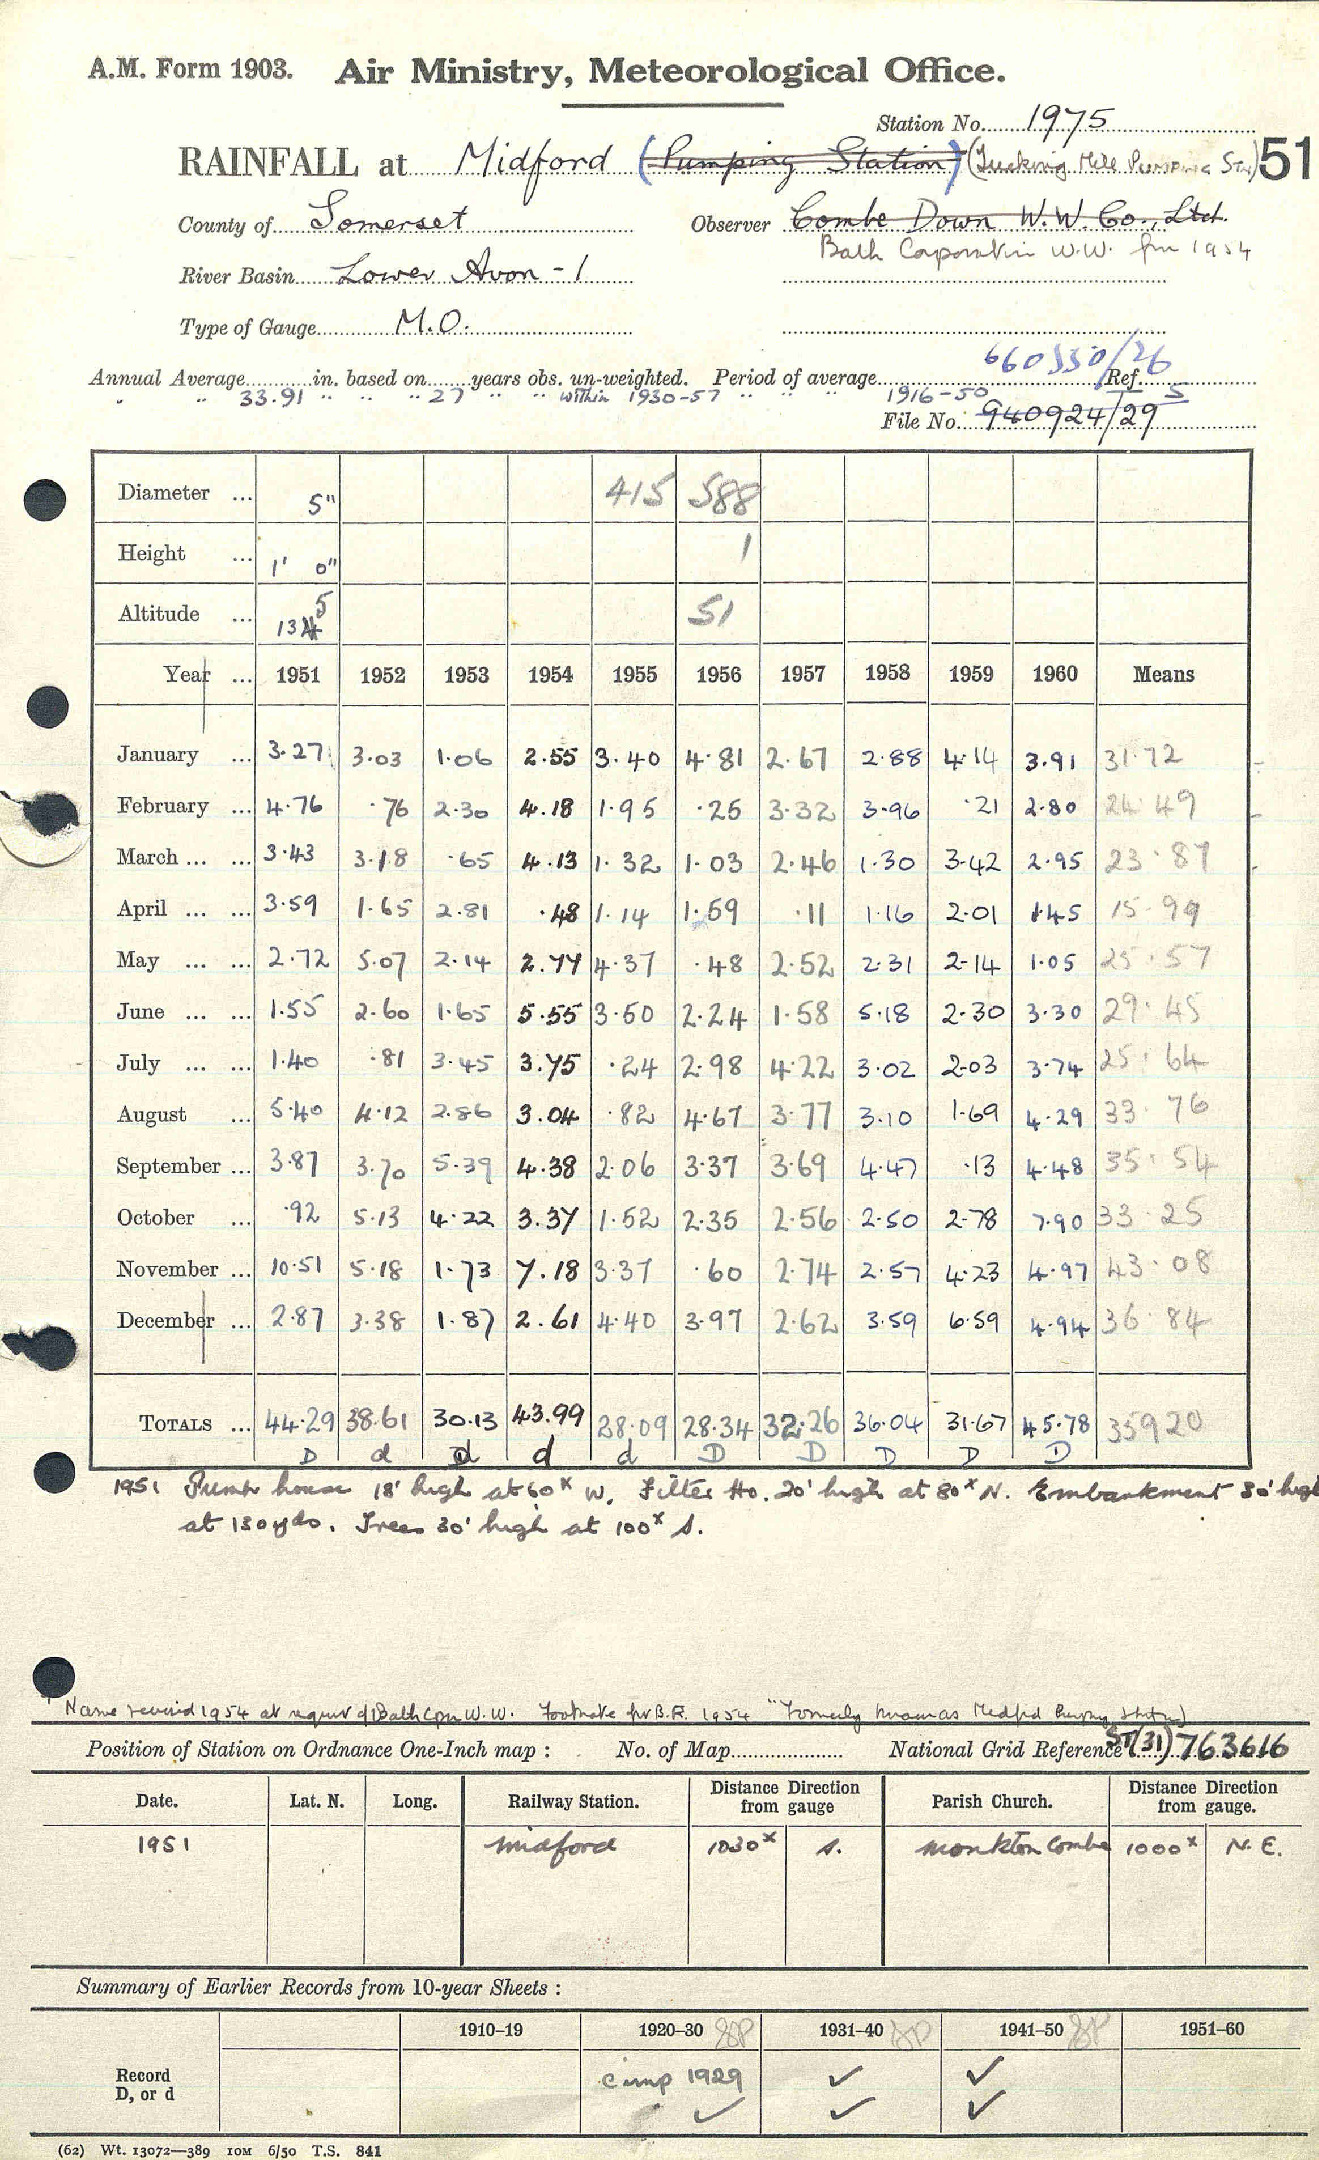 A.M. Form 1903. Air Ministry, Meteorological Office.
Station No. 1975
RAINFALL at Midford (Pumping Station) (Tucking Mill Pumping Stn) 51
County of Somerset Observer Combe Down W.W. Co., Ltd.
Bath Corporation W.W. fm 1954
River Basin Lower Avon - 1
Type of Gauge M.O.
660550/26
Annual Average in. based on years obs. un-weighted. Period of average Ref.
" " 33.91 " " " 27 " " within 1930-57 " " " 1916-50 5
File No. 940924/29
Diameter ... 5" 415 588
Height ... 1' 0" 1
Altitude ... 134 5 51
Year ... 1951 1952 1953 1954 1955 1956 1957 1958 1959 1960 Means
January ... 3.27 3.03 1.06 2.55 3.40 4.81 2.67 2.88 4.14 3.91 31.72
February ... 4.76 .76 2.30 4.18 1.95 .25 3.32 3.96 .21 2.80 24.49
March ... ... 3.43 3.18 .65 4.13 1.32 1.03 2.46 1.30 3.42 2.95 23.87
April ... ... 3.59 1.65 2.81 .48 1.14 1.59 .11 1.16 2.01 1.45 15.99
May ... ... 2.72 5.07 2.14 2.77 4.37 .48 2.52 2.31 2.14 1.05 25.57
June ... ... 1.55 2.60 1.65 5.55 3.50 2.24 1.58 5.18 2.30 3.30 29.45
July ... ... 1.40 .81 3.45 3.75 .24 2.98 4.22 3.02 2.03 3.74 25.64
August ... 5.40 4.12 2.86 3.04 .82 4.67 3.77 3.10 1.69 4.29 33.76
September ... 3.87 3.70 5.39 4.38 2.06 3.37 3.69 4.47 .13 4.48 35.54
October ... .92 5.13 4.22 3.37 1.52 2.35 2.56 2.50 2.78 7.90 33.25
November ... 10.51 5.18 1.73 7.18 3.37 .60 2.74 2.57 4.23 4.97 43.08
December ... 2.87 3.38 1.87 2.61 4.40 3.97 2.62 3.59 6.59 4.94 36.84
TOTALS ... 44.29 38.61 30.13 43.99 28.09 28.34 32.26 36.04 31.67 45.78 35920
D d d d d D D D D D
1951 Pump house 18' high at 60x W. Filter Ho. 20' high at 80x N. Embankment 30' high
at 130yds. Trees 30' high at 100x S.
Name revised 1954 at request of Bath Cpn W.W. Footnote for B.R. 1954 "Formerly known as Midford Pumping Station)
Position of Station on Ordnance One-Inch map : No. of Map National Grid Reference ST(31) 763616
Date. Lat. N. Long. Railway Station. Distance Direction from gauge Parish Church. Distance Direction from gauge.
1951 Midford 1030x S. Monkton Combe 1000x N.E.
Summary of Earlier Records from 10-year Sheets :
1910–19 1920–30 1931–40 1941–50 1951–60
Record cmnp 1929 ✓ ✓
D, or d ✓ ✓ ✓
(62) Wt. 13072—389 10M 6/50 T.S. 841